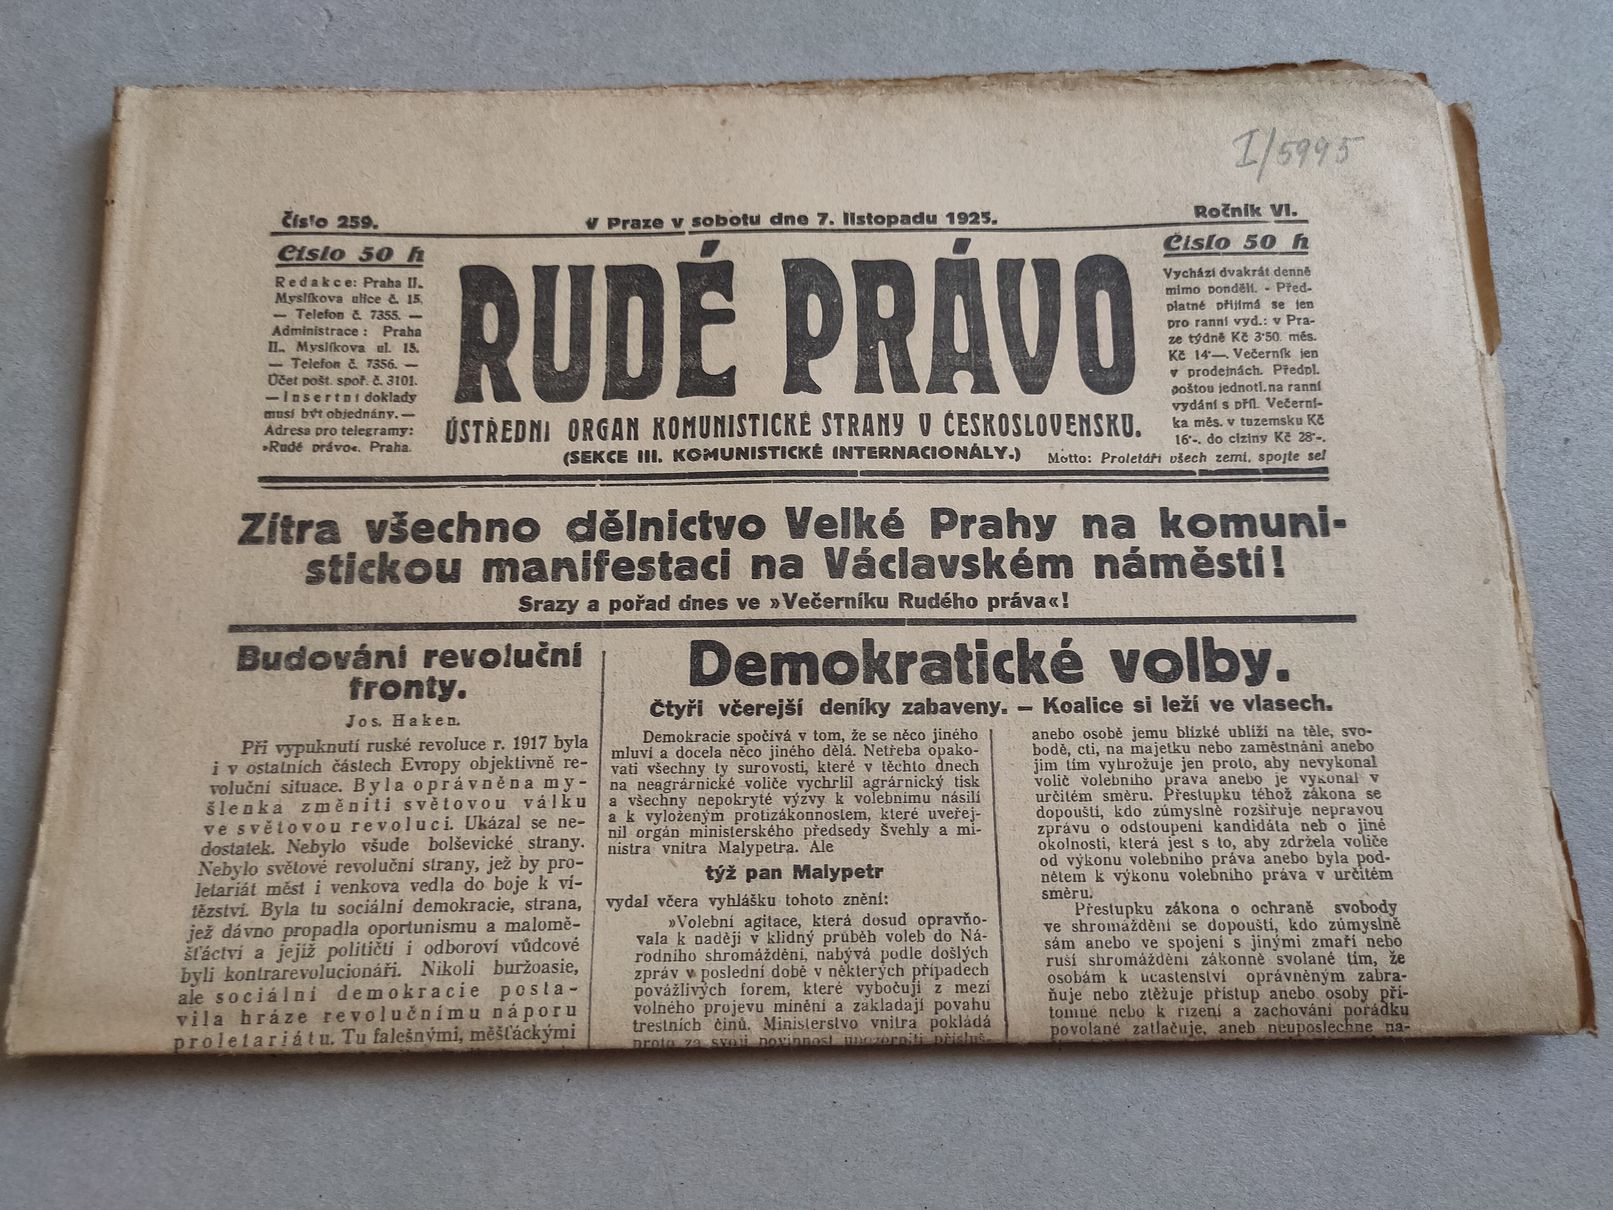 I/5995
Číslo 259.
V Praze v sobotu dne 7. listopadu 1925.
Ročník VI.
Číslo 50 h
Redakce: Praha II.
Myslíkova ulice č. 15.
— Telefon č. 7355. —
Administrace: Praha
II. Myslíkova ul. 15.
— Telefon č. 7356. —
Účet pošt. spoř. č. 3101.
— Insertní doklady
musí být objednány. —
Adresa pro telegramy:
»Rudé právo«. Praha.
RUDÉ PRÁVO
ÚSTŘEDNÍ ORGAN KOMUNISTICKÉ STRANY V ČESKOSLOVENSKU.
(SEKCE III. KOMUNISTICKÉ INTERNACIONÁLY.)
Motto: Proletáři všech zemí, spojte se!
Číslo 50 h
Vychází dvakrát denně
mimo pondělí. - Před-
platné přijímá se jen
pro ranní vyd.: v Pra-
ze týdně Kč 3·50. měs.
Kč 14·—. Večerník jen
v prodejnách. Předpl.
poštou jednotl. na ranní
vydání s příl. Večerní-
ka měs. v tuzemsku Kč
16·-. do ciziny Kč 28·-.
Zítra všechno dělnictvo Velké Prahy na komuni-
stickou manifestaci na Václavském náměstí!
Srazy a pořad dnes ve »Večerníku Rudého práva«!
Budování revoluční
fronty.
Jos. Haken.
Při vypuknutí ruské revoluce r. 1917 byla
i v ostatních částech Evropy objektivně re-
voluční situace. Byla oprávněna my-
šlenka změniti světovou válku
ve světovou revoluci. Ukázal se ne-
dostatek. Nebylo všude bolševické strany.
Nebylo světové revoluční strany, jež by pro-
letariát měst i venkova vedla do boje k ví-
tězství. Byla tu sociální demokracie, strana,
jež dávno propadla oportunismu a malomě-
šťáctví a jejíž političtí i odboroví vůdcové
byli kontrarevolucionáři. Nikoli buržoasie,
ale sociální demokracie posta-
vila hráze revolučnímu náporu
proletariátu. Tu falešnými, měšťáckými
Demokratické volby.
Čtyři včerejší deníky zabaveny. — Koalice si leží ve vlasech.
Demokracie spočívá v tom, že se něco jiného
mluví a docela něco jiného dělá. Netřeba opako-
vati všechny ty surovosti, které v těchto dnech
na neagrárnické voliče vychrlil agrárnický tisk
a všechny nepokryté výzvy k volebnímu násilí
a k vyloženým protizákonnostem, které uveřej-
nil orgán ministerského předsedy Švehly a mi-
nistra vnitra Malypetra. Ale
týž pan Malypetr
vydal včera vyhlášku tohoto znění:
»Volební agitace, která dosud opravňo-
vala k naději v klidný průběh voleb do Ná-
rodního shromáždění, nabývá podle došlých
zpráv v poslední době v některých případech
povážlivých forem, které vybočují z mezí
volného projevu mínění a zakládají povahu
trestních činů. Ministerstvo vnitra pokládá
proto za svoji povinnost upozorniti přísluš-
anebo osobě jemu blízké ublíží na těle, svo-
bodě, cti, na majetku nebo zaměstnání anebo
jim tím vyhrožuje jen proto, aby nevykonal
volič volebního práva anebo je vykonal v
určitém směru. Přestupku téhož zákona se
dopouští, kdo zúmyslně rozšiřuje nepravou
zprávu o odstoupení kandidáta neb o jiné
okolnosti, která jest s to, aby zdržela voliče
od výkonu volebního práva anebo byla pod-
nětem k výkonu volebního práva v určitém
směru.
Přestupku zákona o ochraně svobody
ve shromáždění se dopouští, kdo zúmyslně
sám anebo ve spojení s jinými zmaří nebo
ruší shromáždění zákonně svolané tím, že
osobám k účastenství oprávněným zabra-
ňuje nebo ztěžuje přístup anebo osoby pří-
tomné nebo k řízení a zachování pořádku
povolané zatlačuje, aneb neuposlechne na-